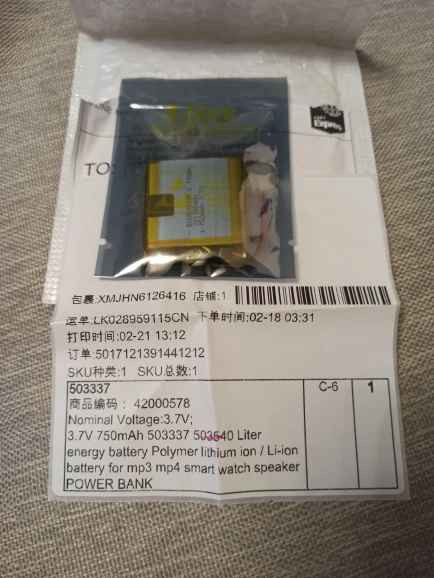 Liter
Express
TO:
包裹:XMJHN6126416 店铺:1
运单:LK028959115CN 下单时间:02-18 03:31
打印时间:02-21 13:12
订单:5017121391441212
SKU种类:1 SKU总数:1
503337 C-6 1
商品编码： 42000578
Nominal Voltage:3.7V;
3.7V 750mAh 503337 503540 Liter
energy battery Polymer lithium ion / Li-ion
battery for mp3 mp4 smart watch speaker
POWER BANK